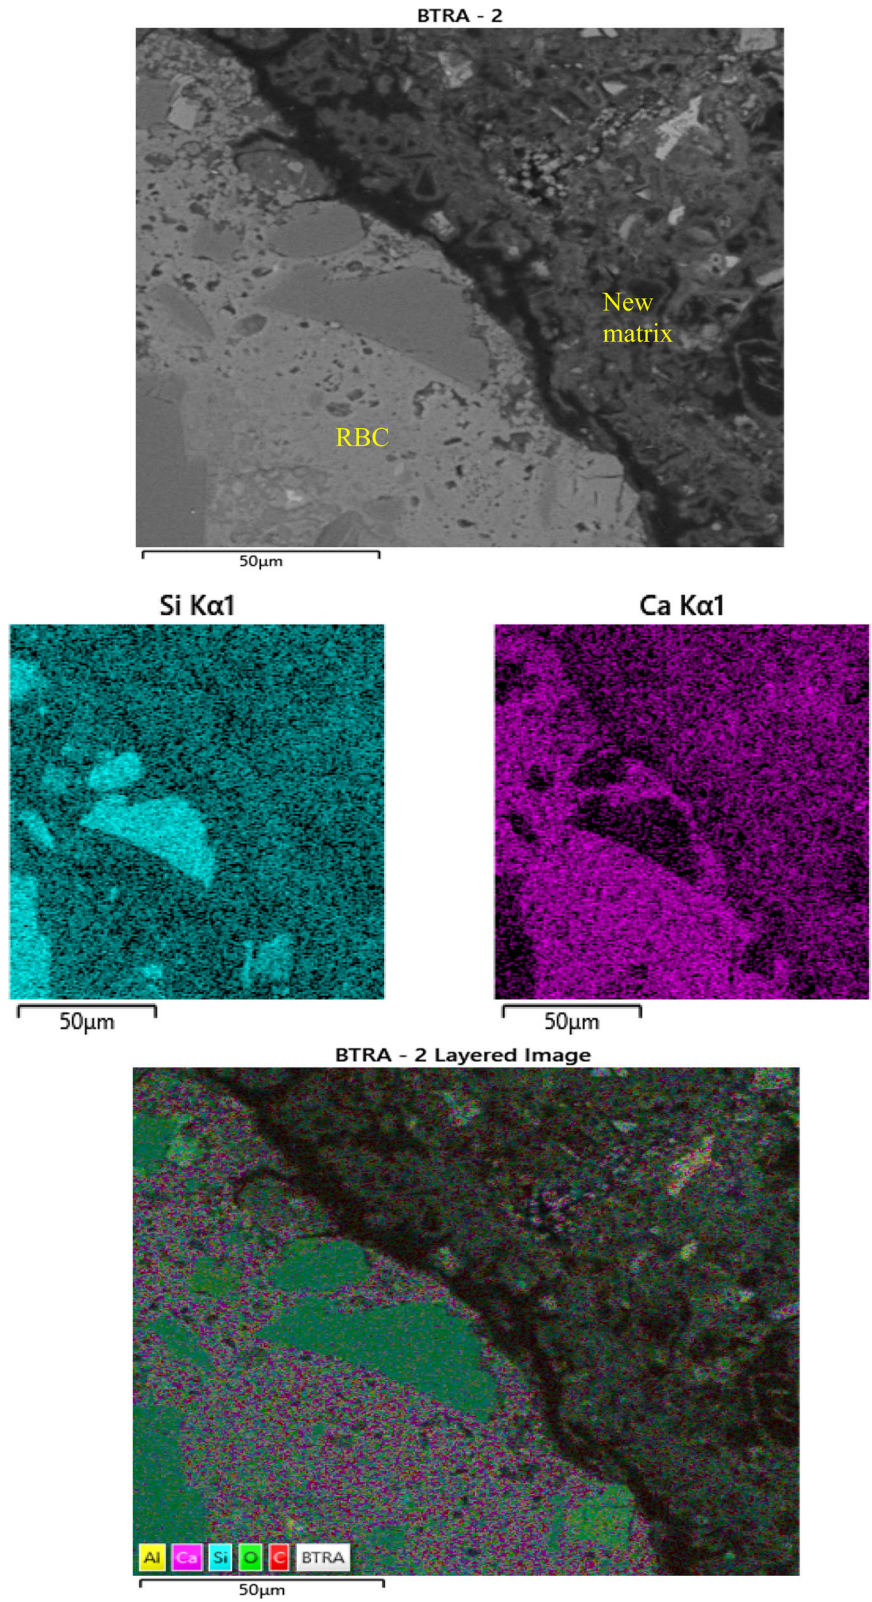 BTRA - 2
New
matrix
RBC
50μm
Si Kα1
Ca Kα1
50μm
50μm
BTRA - 2 Layered Image
Al Ca Si O C BTRA
50μm